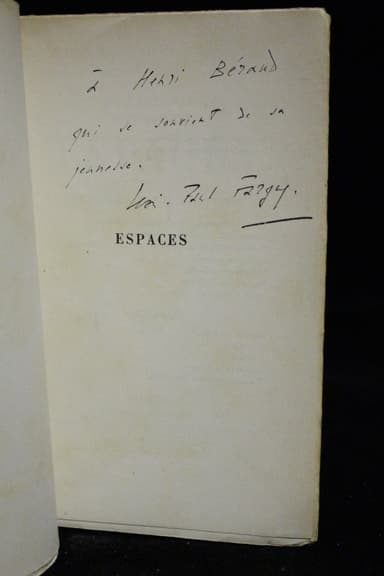 à Henri Béraud
qui se souvient de sa
jeunesse.
Léon-Paul Fargue.
ESPACES